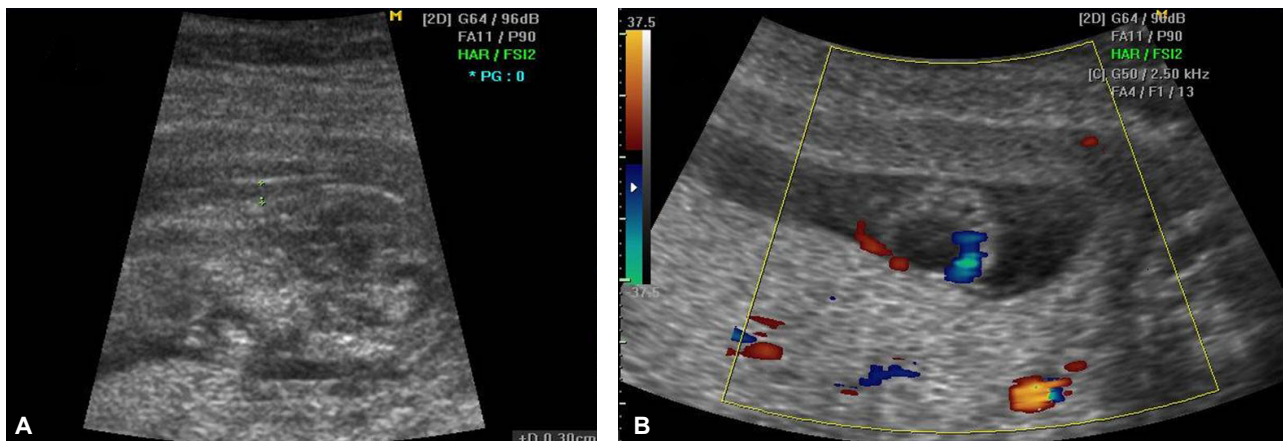 M
[2D] G64 / 96dB
FA11 / P90
HAR / FSI2
* PG : 0
+D 0.30cm
A
37.5
37.5
M
[2D] G64 / 96dB
FA11 / P90
HAR / FSI2
[C] G50 / 2.50 kHz
FA4 / F1 / 13
B